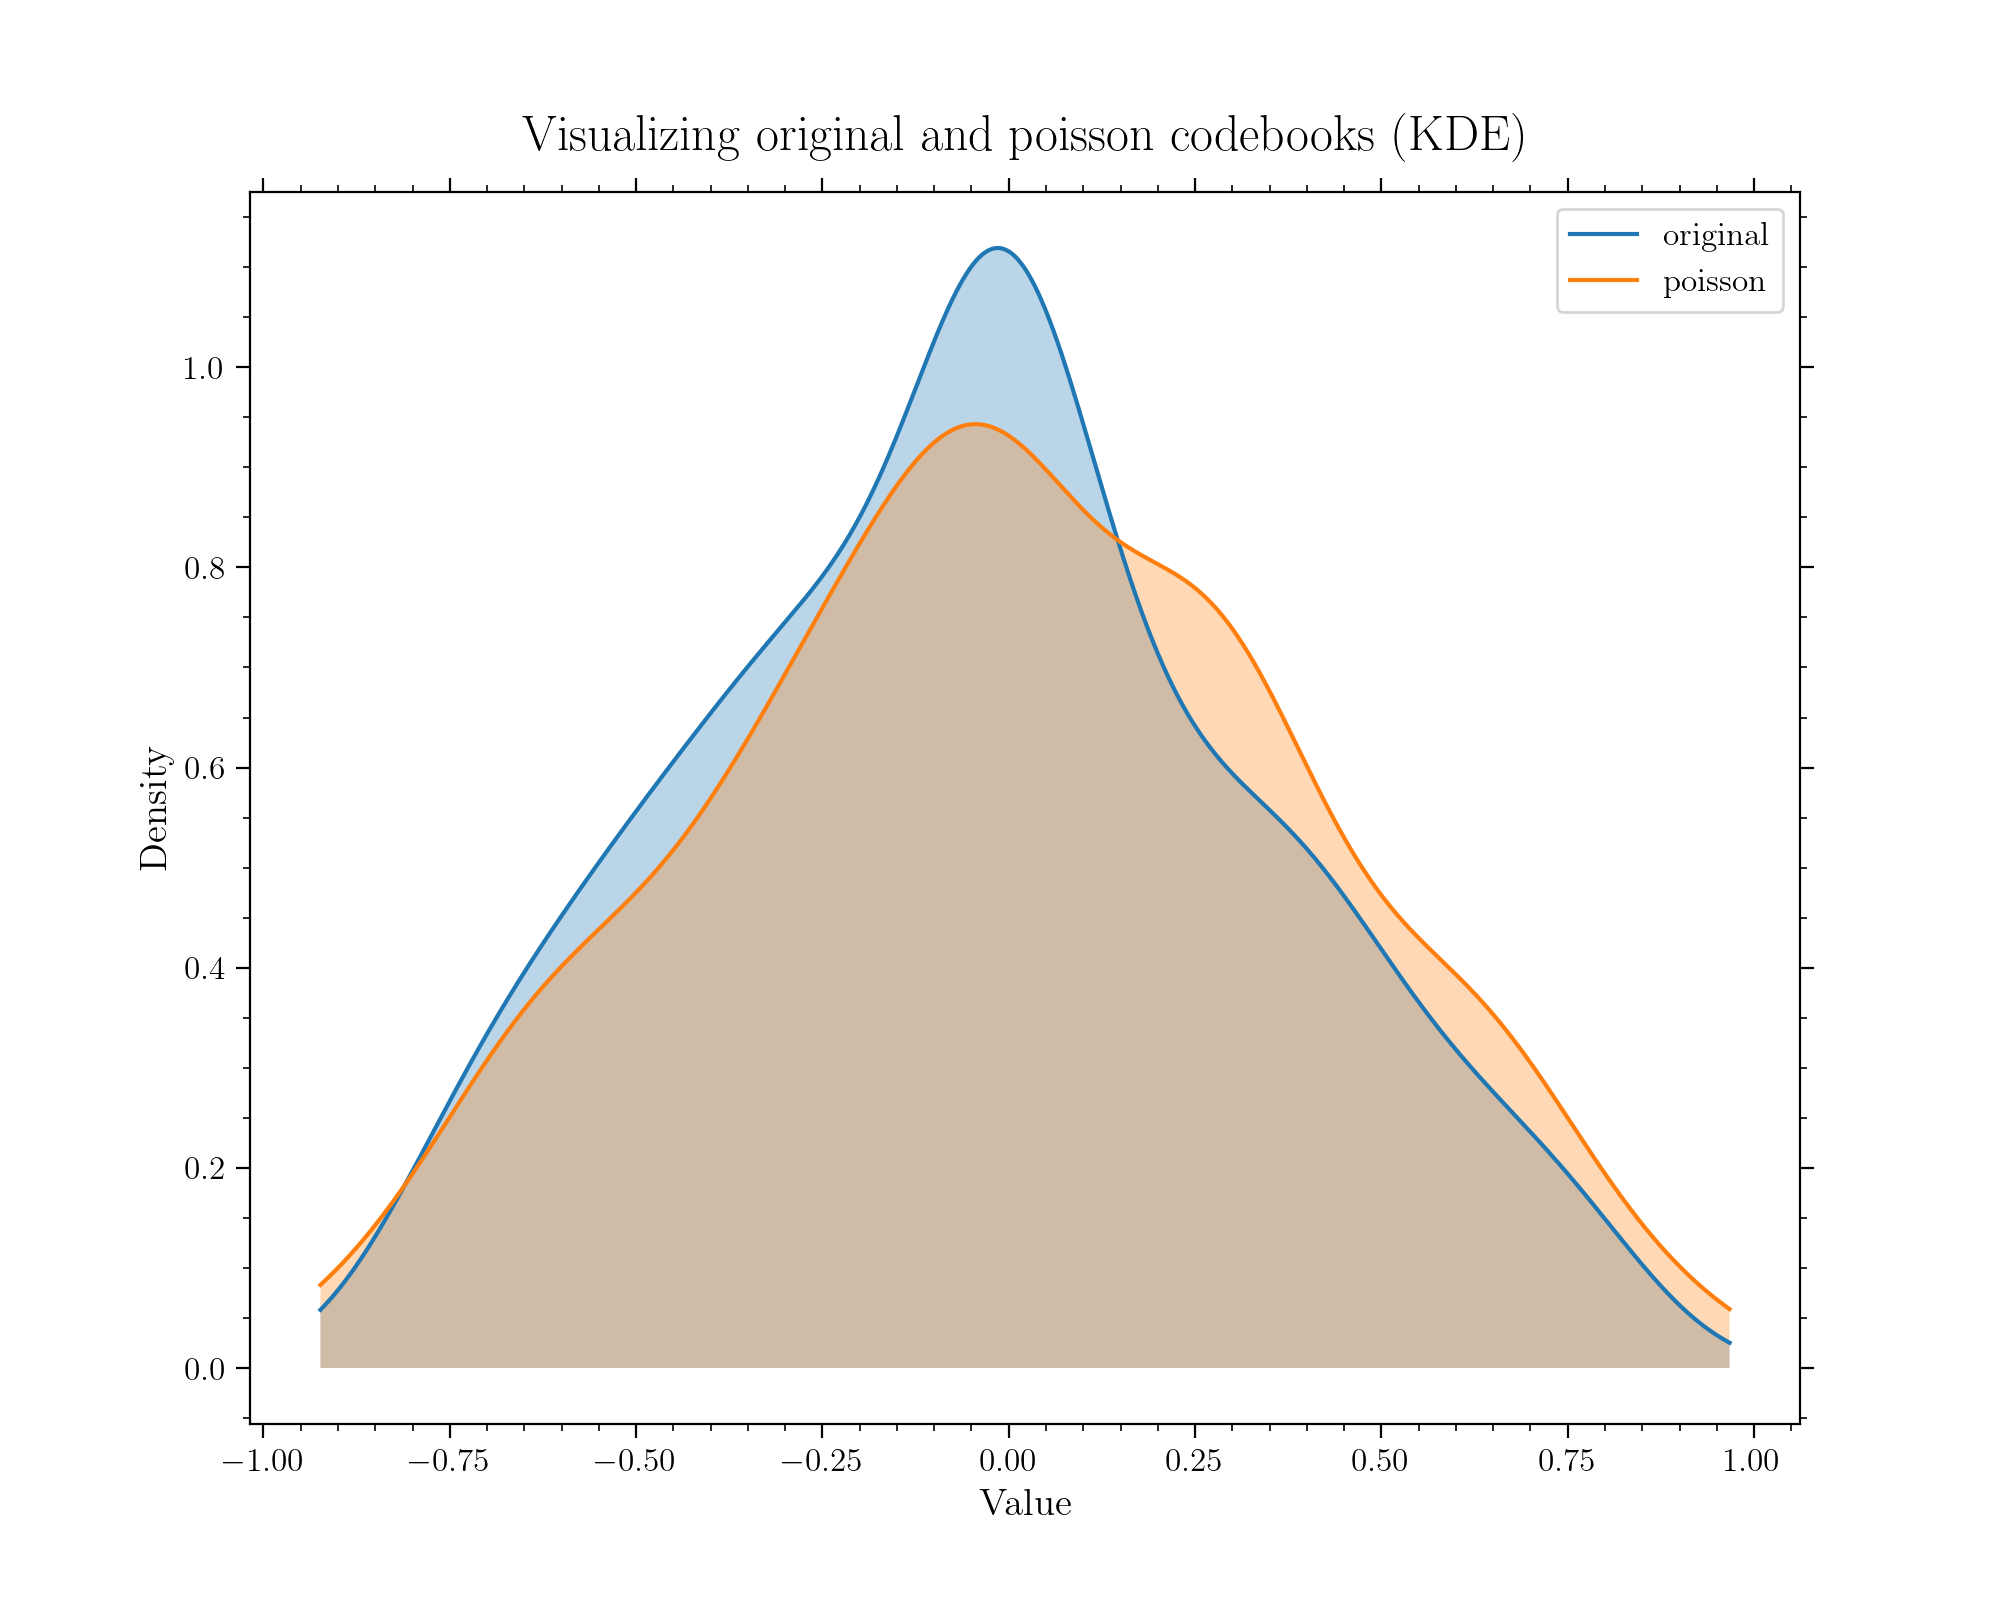 Visualizing original and poisson codebooks (KDE)
original
poisson
1.0
0.8
0.6
0.4
0.2
0.0
Density
−1.00 −0.75 −0.50 −0.25 0.00 0.25 0.50 0.75 1.00
Value